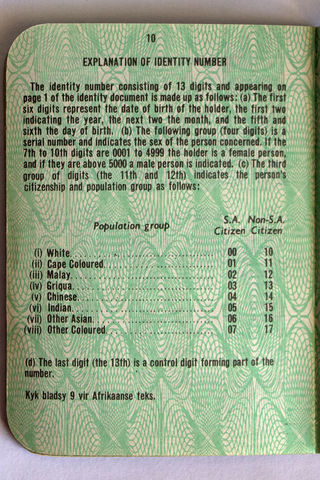 10
EXPLANATION OF IDENTITY NUMBER
The identity number consisting of 13 digits and appearing on
page 1 of the identity document is made up as follows: (a) The first
six digits represent the date of birth of the holder, the first two
indicating the year, the next two the month, and the fifth and
sixth the day of birth. (b) The following group (four digits) is a
serial number and indicates the sex of the person concerned. If the
7th to 10th digits are 0001 to 4999 the holder is a female person,
and if they are above 5000 a male person is indicated. (c) The third
group of digits (the 11th and 12th) indicates the person's
citizenship and population group as follows:
Population group S.A. Citizen Non-S.A. Citizen
(i) White 00 10
(ii) Cape Coloured 01 11
(iii) Malay 02 12
(iv) Griqua 03 13
(v) Chinese 04 14
(vi) Indian 05 15
(vii) Other Asian 06 16
(viii) Other Coloured 07 17
(d) The last digit (the 13th) is a control digit forming part of the
number.
Kyk bladsy 9 vir Afrikaanse teks.